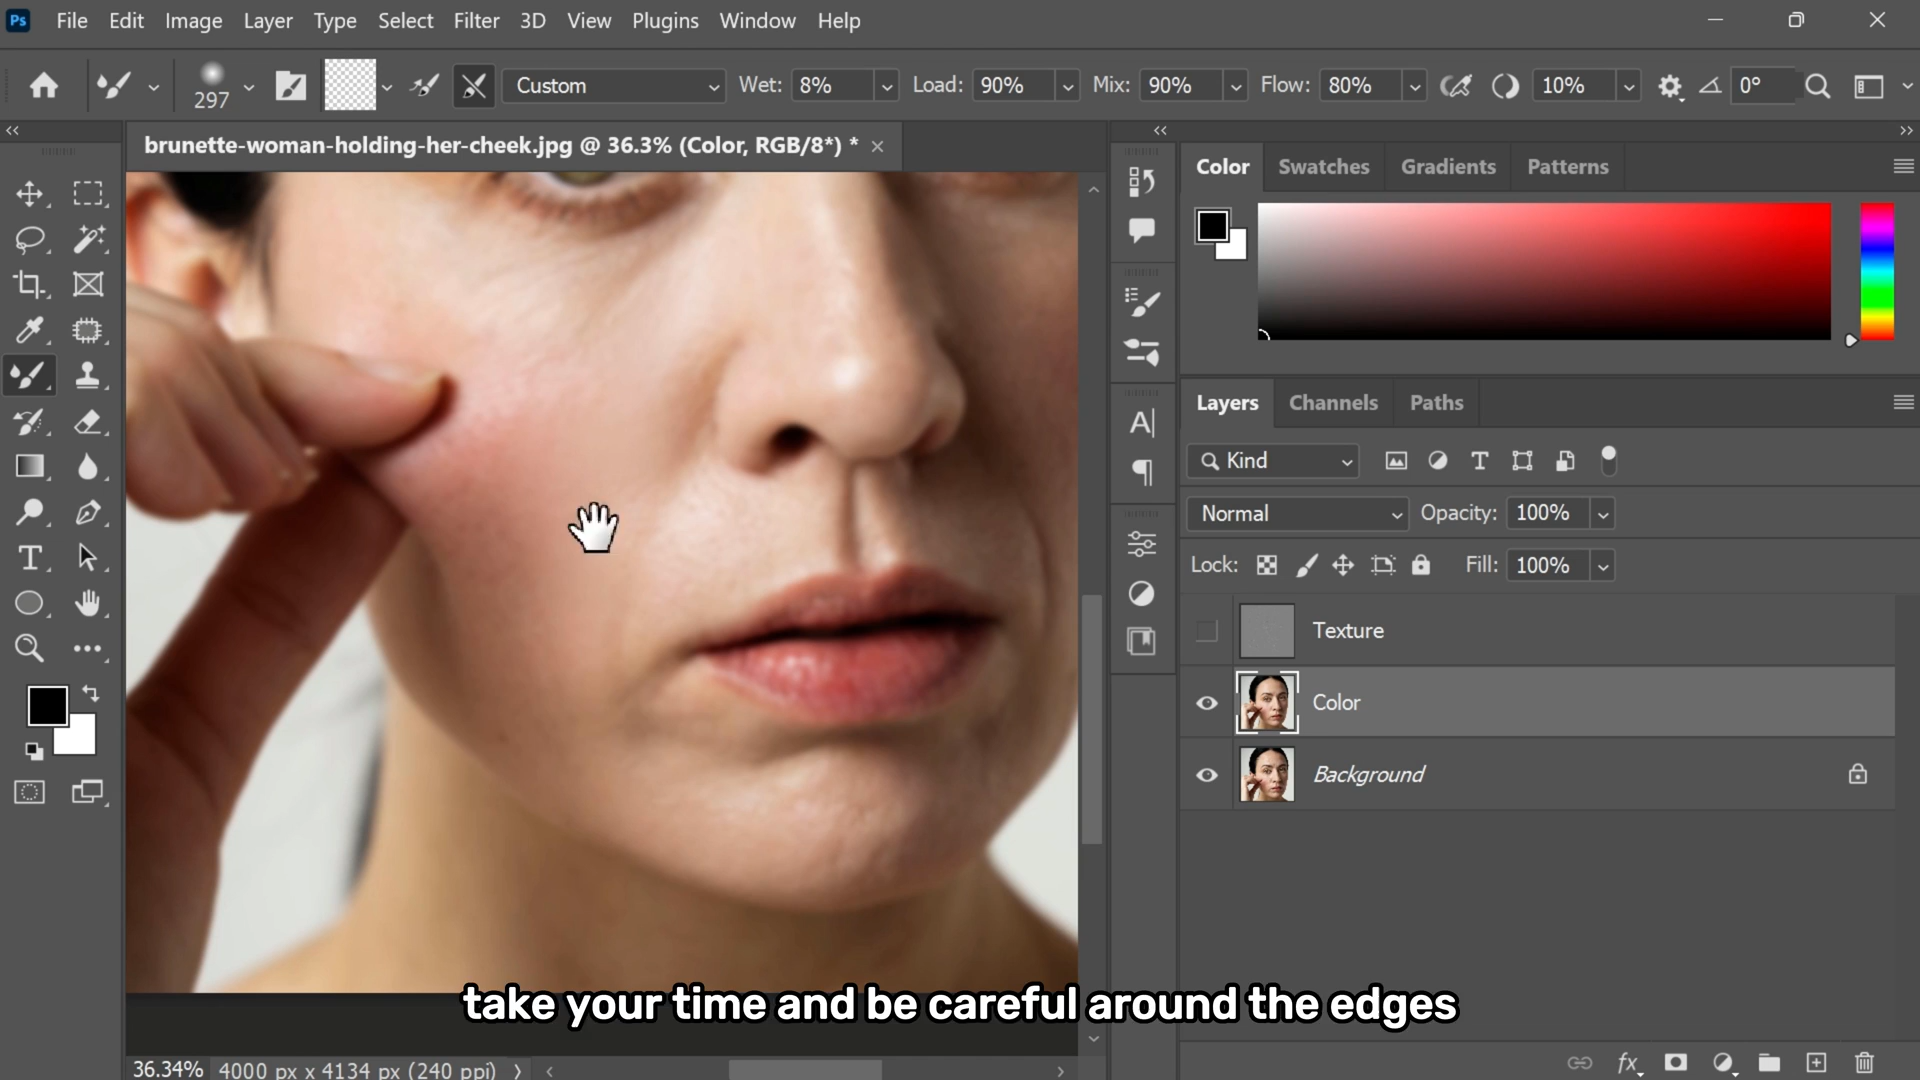 Ps File Edit Image Layer Type Select Filter 3D View Plugins Window Help
297 Custom Wet: 8% Load: 90% Mix: 90% Flow: 80% 10% 0°
brunette-woman-holding-her-cheek.jpg @ 36.3% (Color, RGB/8*) * ×
Color Swatches Gradients Patterns
Layers Channels Paths
Kind
Normal Opacity: 100%
Lock: Fill: 100%
Texture
Color
Background
take your time and be careful around the edges
36.34% 4000 px x 4134 px (240 ppi)
fx